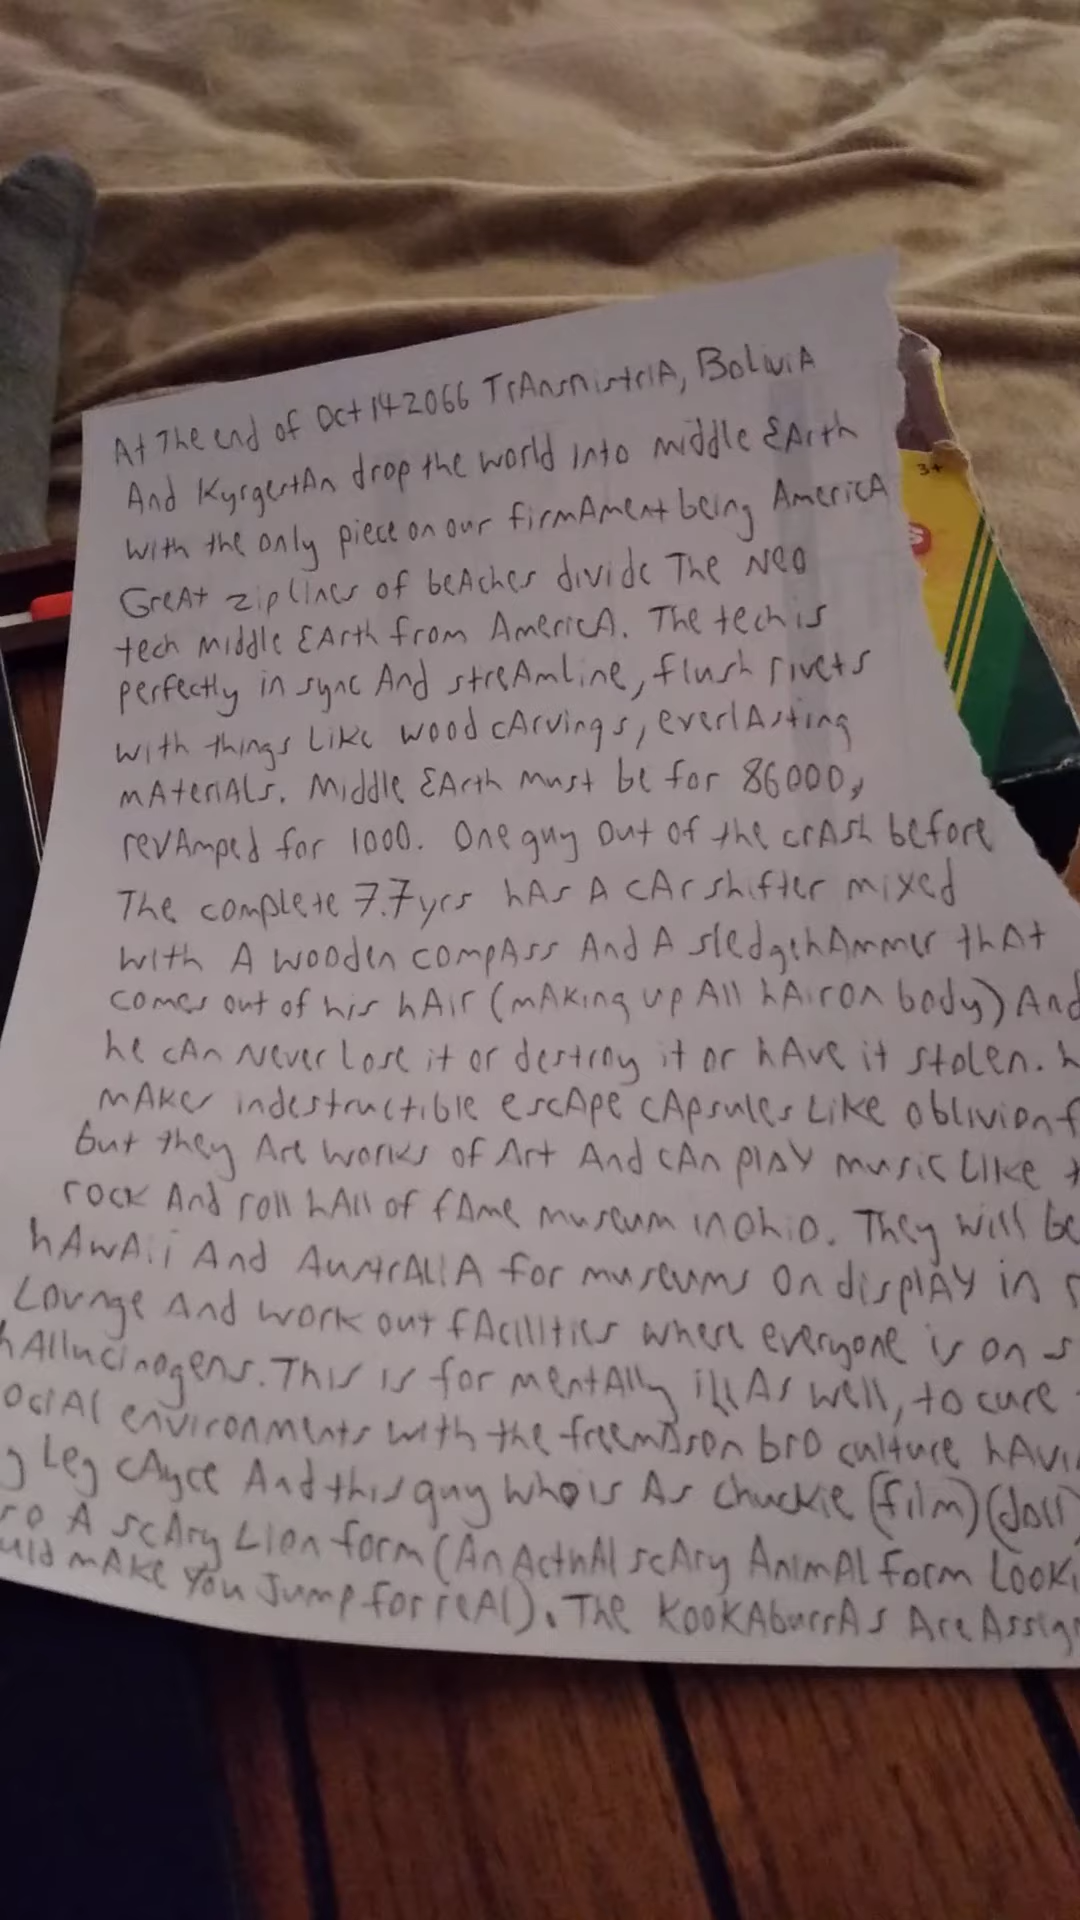 At The end of Oct 14 2066 Transnistria, Bolivia
And Kyrgestan drop the world into middle Earth
with the only piece on our firmament being America
Great zip lines of beaches divide The Neo
tech middle Earth from America. The tech is
perfectly in sync And streamline, flush rivets
with things Like wood carvings, everlasting
materials. Middle Earth must be for 86000,
revamped for 1000. One guy Out of the crash before
The complete 7.7yrs has A car shifter mixed
with A wooden compass And A sledgehammer that
comes out of his hair (making up All hair on body) And
he can Never Lose it or destroy it or have it stolen.
makes indestructible escape capsules Like oblivion
but they Are works of Art And can play music Like
rock And roll hall of fame museum in Ohio. They will be
hawaii And Australia for museums On display in
Lounge And work out facilities where everyone is on
hallucinogens. This is for mentally ill As well, to cure
environments with the freemason bro culture
Leg cayce And this guy who is As Chuckie (film) (doll)
A scary Lion form (An Actual scary Animal form
make You Jump for real). The Kookaburras Are
3+